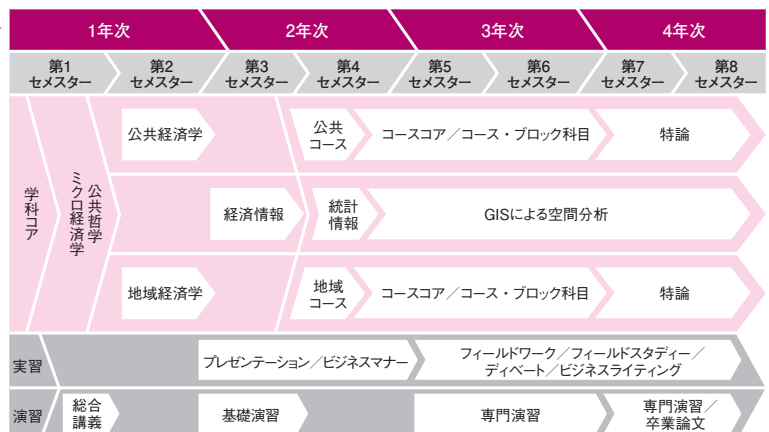 1年次
2年次
3年次
4年次
第1
セメスター
第2
セメスター
第3
セメスター
第4
セメスター
第5
セメスター
第6
セメスター
第7
セメスター
第8
セメスター
学科コア
公共哲学
ミクロ経済学
公共経済学
公共
コース
コースコア／コース・ブロック科目
特論
経済情報
統計
情報
GISによる空間分析
地域経済学
地域
コース
コースコア／コース・ブロック科目
特論
実習
プレゼンテーション／ビジネスマナー
フィールドワーク／フィールドスタディー／
ディベート／ビジネスライティング
演習
総合
講義
基礎演習
専門演習
専門演習／
卒業論文